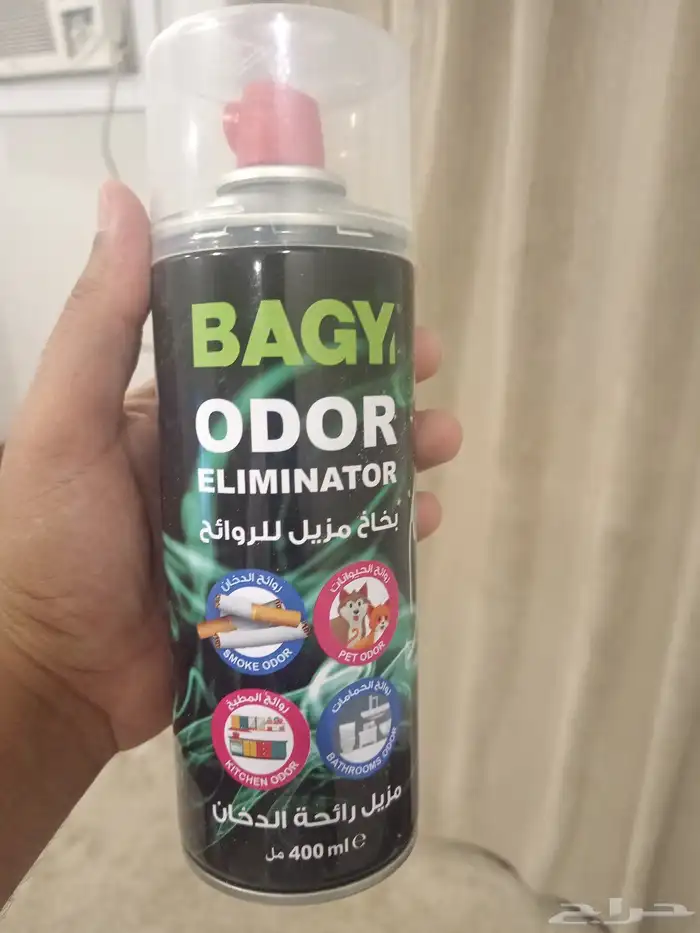 BAGY
ODOR
ELIMINATOR
بخاخ مزيل للروائح
روائح الدخان
SMOKE ODOR
روائح الحيوانات
PET ODOR
روائح المطبخ
KITCHEN ODOR
روائح الحمامات
BATHROOMS ODOR
مزيل رائحة الدخان
400 ml e مل
حراج